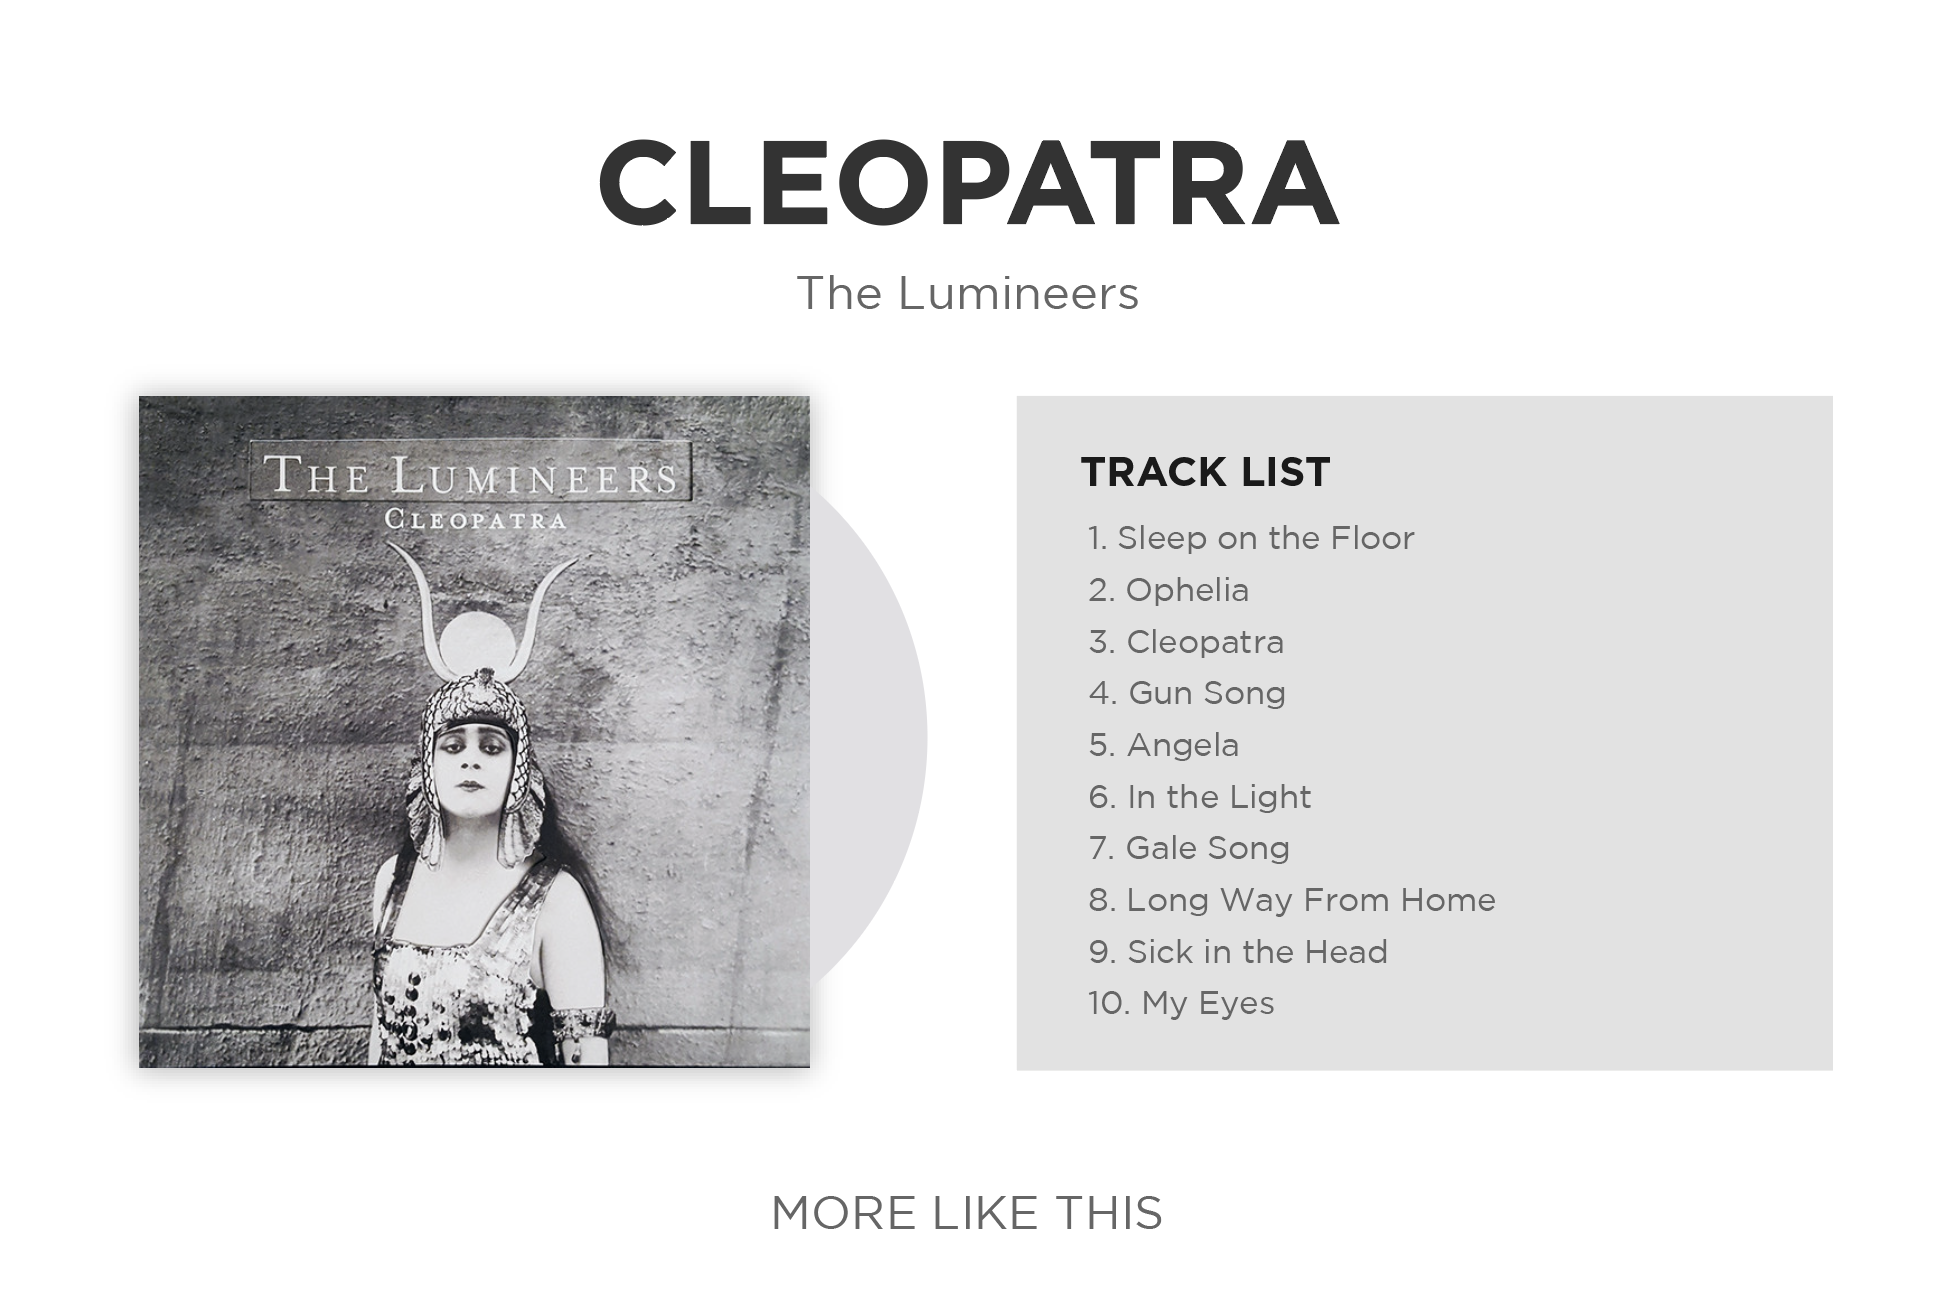 CLEOPATRA
The Lumineers
THE LUMINEERS
CLEOPATRA
TRACK LIST
1. Sleep on the Floor
2. Ophelia
3. Cleopatra
4. Gun Song
5. Angela
6. In the Light
7. Gale Song
8. Long Way From Home
9. Sick in the Head
10. My Eyes
MORE LIKE THIS